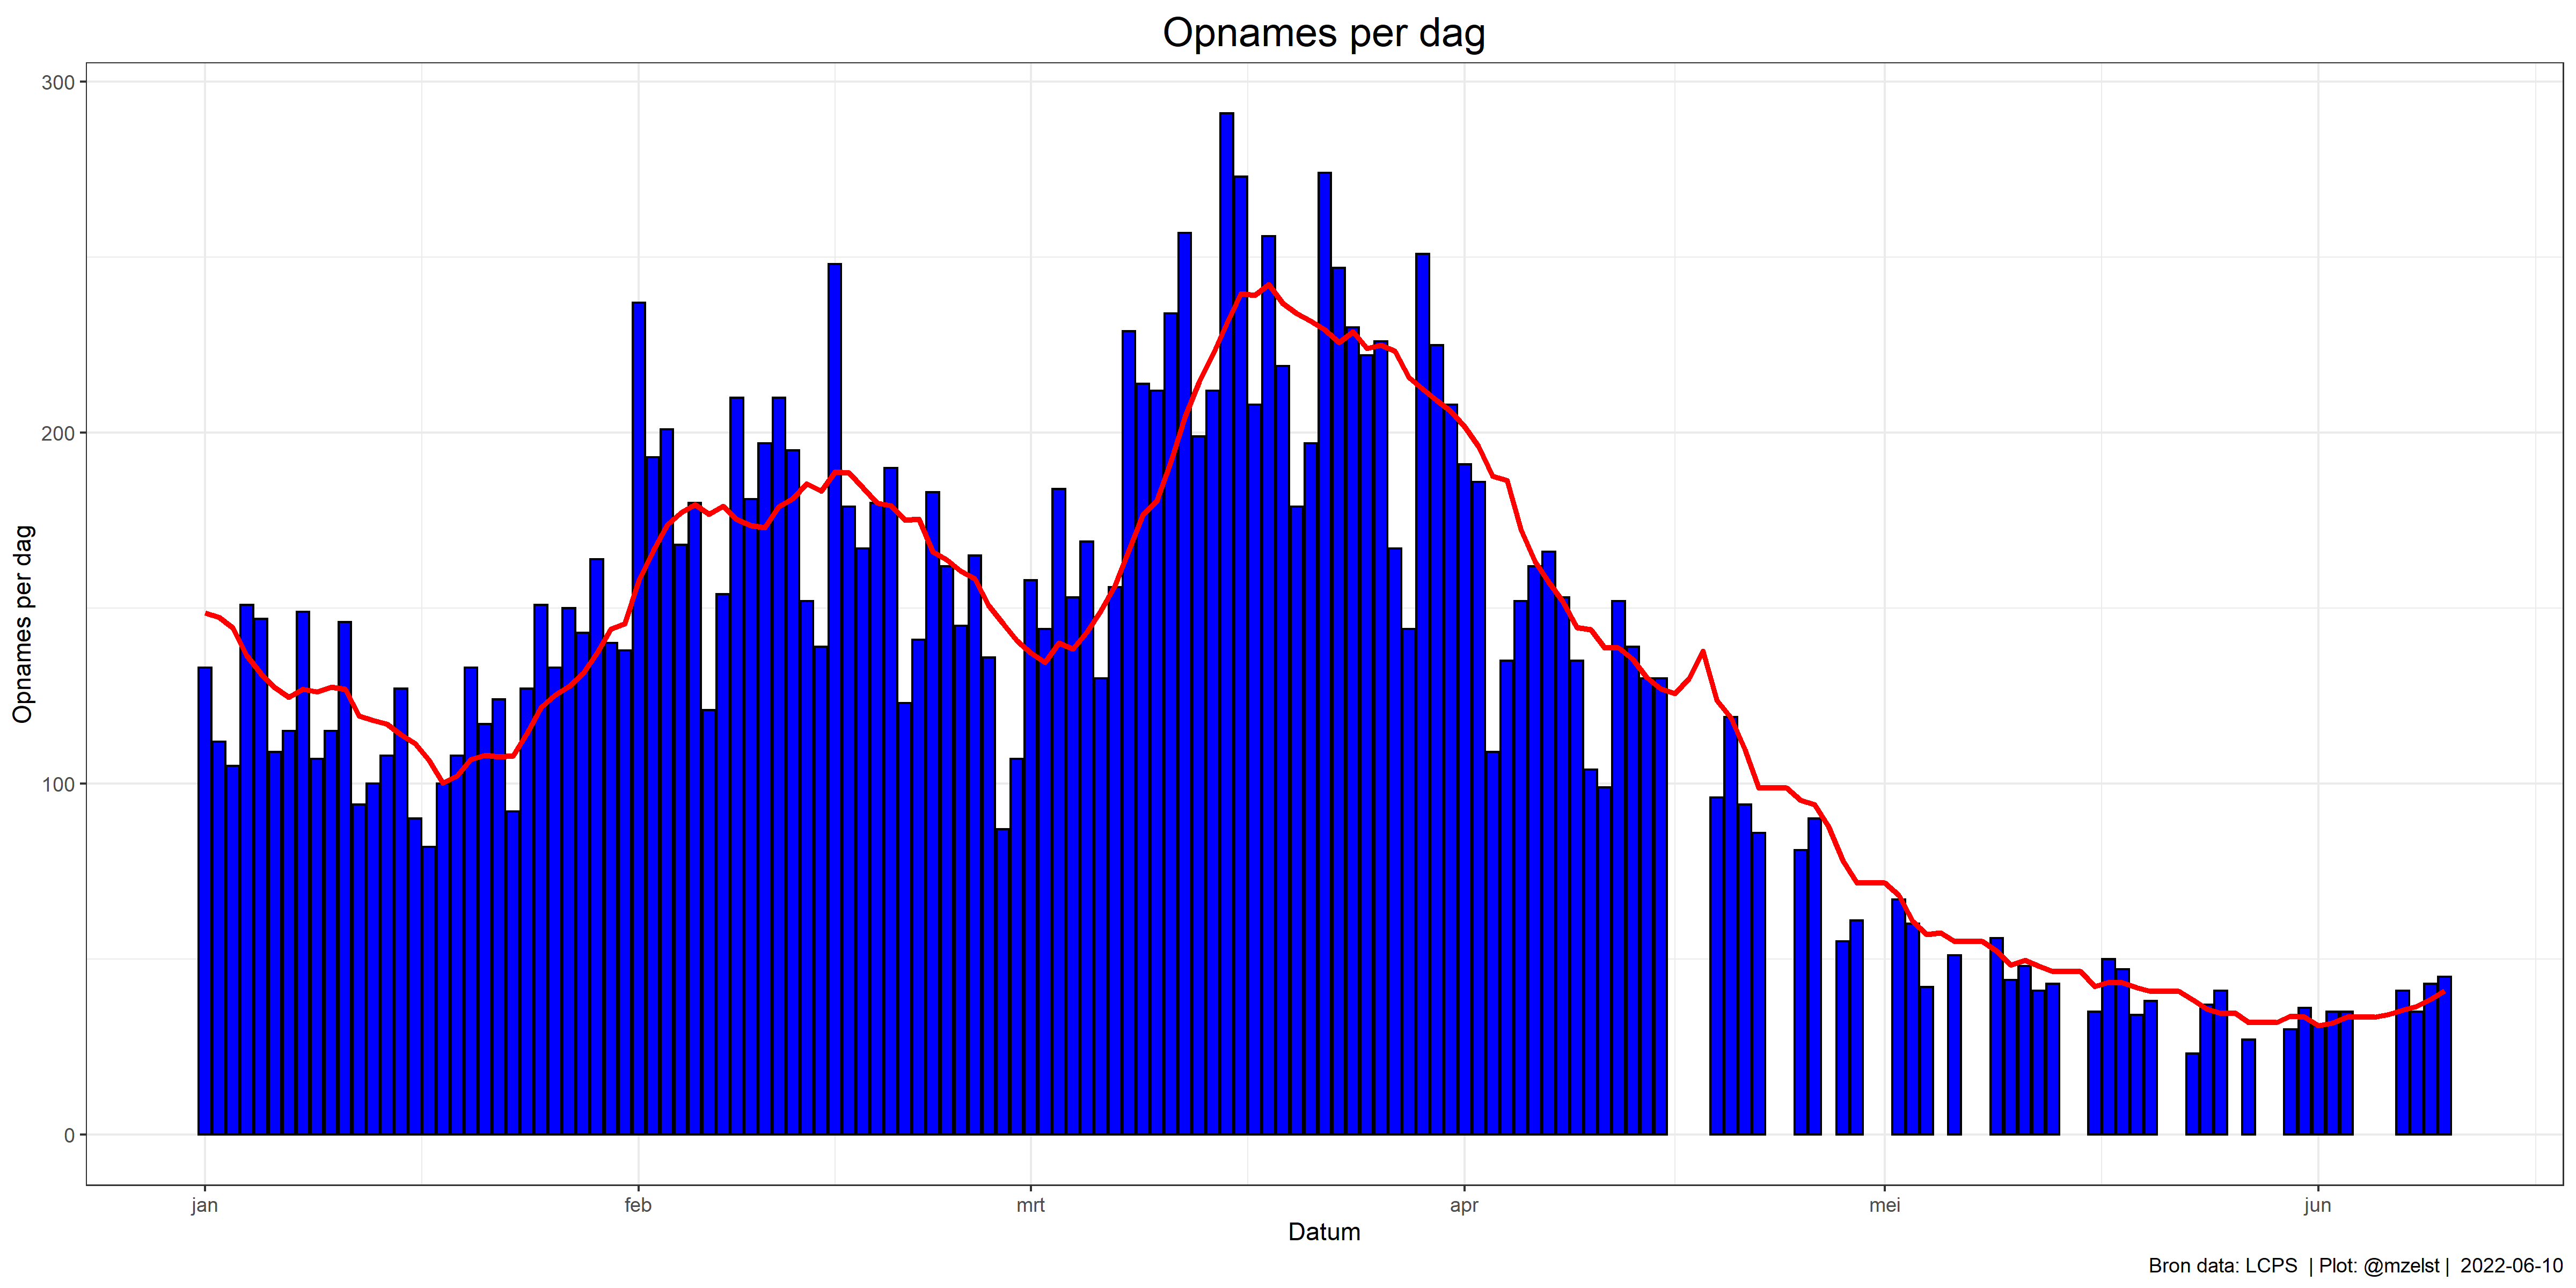 Opnames per dag
300
200
100
0
Opnames per dag
jan feb mrt apr mei jun
Datum
Bron data: LCPS | Plot: @mzelst | 2022-06-10